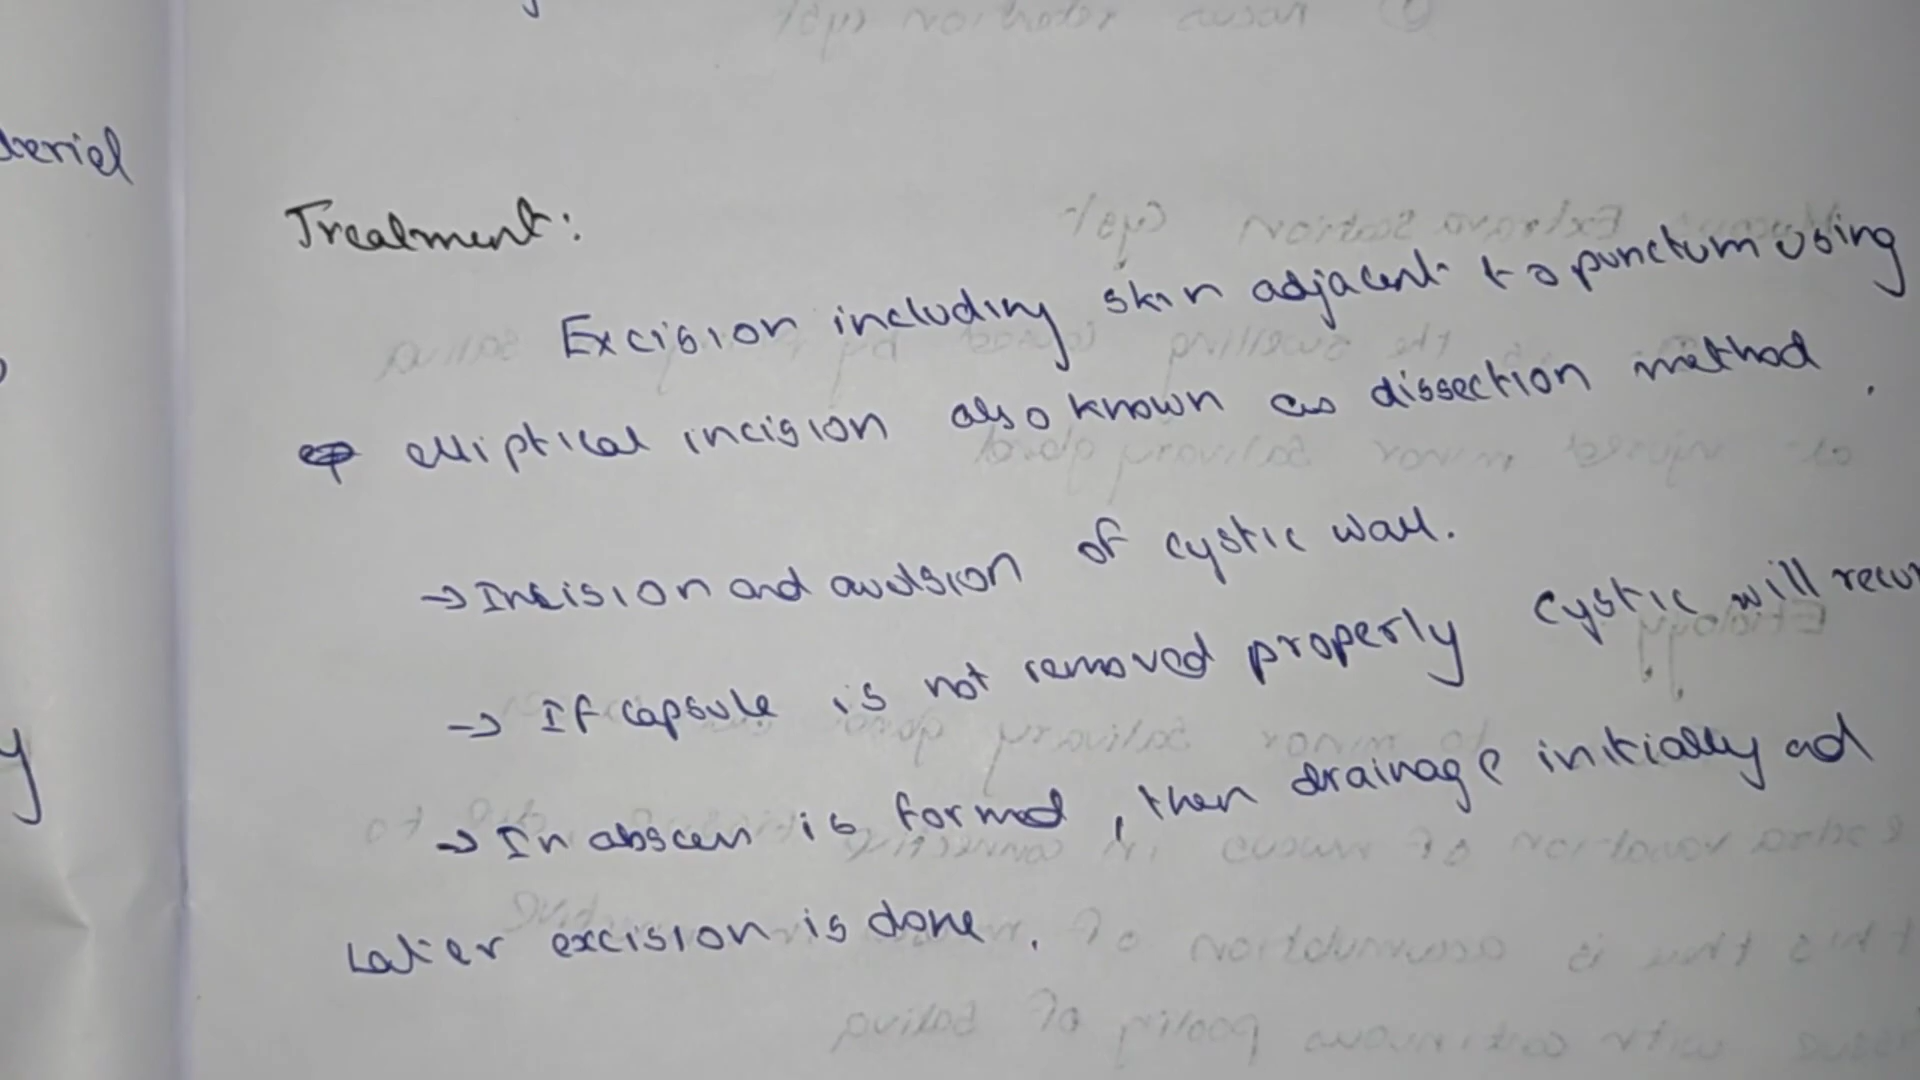 Treatment:
Excision including skin adjacent to punctum using
elliptical incision also known as dissection method.
→ Incision and avulsion of cystic wall.
→ If capsule is not removed properly cystic will recur
→ In abscess is formed, then drainage initially ad
Later excision is done.